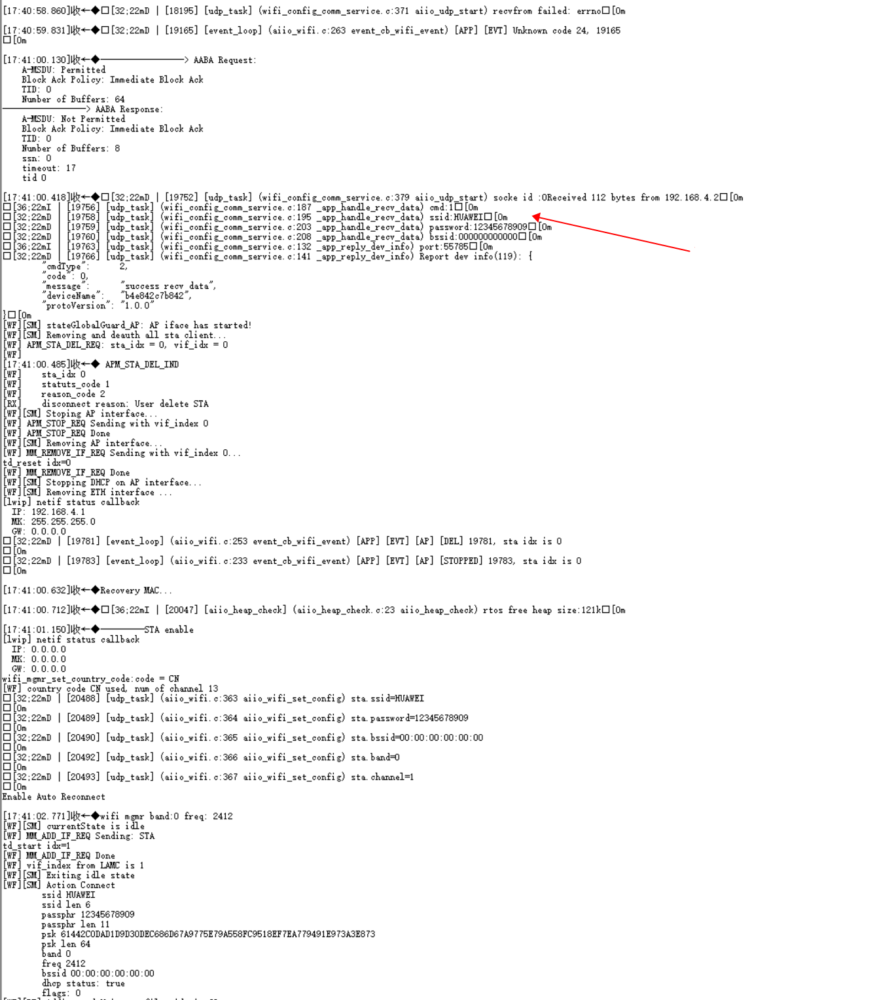 [17:40:58.860]收←◆□[32;22mD | [18195] [udp_task] (wifi_config_comm_service.c:371 aiio_udp_start) recvfrom failed: errno□[0m
[17:40:59.831]收←◆□[32;22mD | [19165] [event_loop] (aiio_wifi.c:263 event_cb_wifi_event) [APP] [EVT] Unknown code 24, 19165
□[0m
[17:41:00.130]收←◆─────────────────> AABA Request:
A-MSDU: Permitted
Block Ack Policy: Immediate Block Ack
TID: 0
Number of Buffers: 64
─────────────────> AABA Response:
A-MSDU: Not Permitted
Block Ack Policy: Immediate Block Ack
TID: 0
Number of Buffers: 8
ssn: 0
timeout: 17
tid 0
[17:41:00.418]收←◆□[32;22mD | [19752] [udp_task] (wifi_config_comm_service.c:379 aiio_udp_start) socke id :0Received 112 bytes from 192.168.4.2□[0m
□[36;22mI | [19756] [udp_task] (wifi_config_comm_service.c:187 _app_handle_recv_data) cmd:1□[0m
□[32;22mD | [19758] [udp_task] (wifi_config_comm_service.c:195 _app_handle_recv_data) ssid:HUAWEI□[0m
□[32;22mD | [19759] [udp_task] (wifi_config_comm_service.c:203 _app_handle_recv_data) password:12345678909□[0m
□[32;22mD | [19760] [udp_task] (wifi_config_comm_service.c:208 _app_handle_recv_data) bssid:000000000000□[0m
□[36;22mI | [19763] [udp_task] (wifi_config_comm_service.c:132 _app_reply_dev_info) port:55785□[0m
□[32;22mD | [19766] [udp_task] (wifi_config_comm_service.c:141 _app_reply_dev_info) Report dev info(119): {
"cmdType": 2,
"code": 0,
"message": "success recv data",
"deviceName": "b4e842c7b842",
"protoVersion": "1.0.0"
}□[0m
[WF][SM] stateGlobalGuard_AP: AP iface has started!
[WF][SM] Removing and deauth all sta client...
[WF] APM_STA_DEL_REQ: sta_idx = 0, vif_idx = 0
[WF]
[17:41:00.485]收←◆ APM_STA_DEL_IND
[WF] sta_idx 0
[WF] statuts_code 1
[WF] reason_code 2
[RX] disconnect reason: User delete STA
[WF][SM] Stoping AP interface...
[WF] APM_STOP_REQ Sending with vif_index 0
[WF] APM_STOP_REQ Done
[WF][SM] Removing AP interface...
[WF] MM_REMOVE_IF_REQ Sending with vif_index 0...
td_reset idx=0
[WF] MM_REMOVE_IF_REQ Done
[WF][SM] Stopping DHCP on AP interface...
[WF][SM] Removing ETH interface ...
[lwip] netif status callback
IP: 192.168.4.1
MK: 255.255.255.0
GW: 0.0.0.0
□[32;22mD | [19781] [event_loop] (aiio_wifi.c:253 event_cb_wifi_event) [APP] [EVT] [AP] [DEL] 19781, sta idx is 0
□[0m
□[32;22mD | [19783] [event_loop] (aiio_wifi.c:233 event_cb_wifi_event) [APP] [EVT] [AP] [STOPPED] 19783, sta idx is 0
□[0m
[17:41:00.632]收←◆Recovery MAC...
[17:41:00.712]收←◆□[36;22mI | [20047] [aiio_heap_check] (aiio_heap_check.c:23 aiio_heap_check) rtos free heap size:121k□[0m
[17:41:01.150]收←◆─────────STA enable
[lwip] netif status callback
IP: 0.0.0.0
MK: 0.0.0.0
GW: 0.0.0.0
wifi_mgmr_set_country_code:code = CN
[WF] country code CN used, num of channel 13
□[32;22mD | [20488] [udp_task] (aiio_wifi.c:363 aiio_wifi_set_config) sta.ssid=HUAWEI
□[0m
□[32;22mD | [20489] [udp_task] (aiio_wifi.c:364 aiio_wifi_set_config) sta.password=12345678909
□[0m
□[32;22mD | [20490] [udp_task] (aiio_wifi.c:365 aiio_wifi_set_config) sta.bssid=00:00:00:00:00:00
□[0m
□[32;22mD | [20492] [udp_task] (aiio_wifi.c:366 aiio_wifi_set_config) sta.band=0
□[0m
□[32;22mD | [20493] [udp_task] (aiio_wifi.c:367 aiio_wifi_set_config) sta.channel=1
□[0m
Enable Auto Reconnect
[17:41:02.771]收←◆wifi mgmr band:0 freq: 2412
[WF][SM] currentState is idle
[WF] MM_ADD_IF_REQ Sending: STA
td_start idx=1
[WF] MM_ADD_IF_REQ Done
[WF] vif_index from LAMC is 1
[WF][SM] Exiting idle state
[WF][SM] Action Connect
ssid HUAWEI
ssid len 6
passphr 12345678909
passphr len 11
psk 61442C0DAD1D9D30DEC686D67A9775E79A558FC9518EF7EA779491E973A3E873
psk len 64
band 0
freq 2412
bssid 00:00:00:00:00:00
dhcp status: true
flags: 0